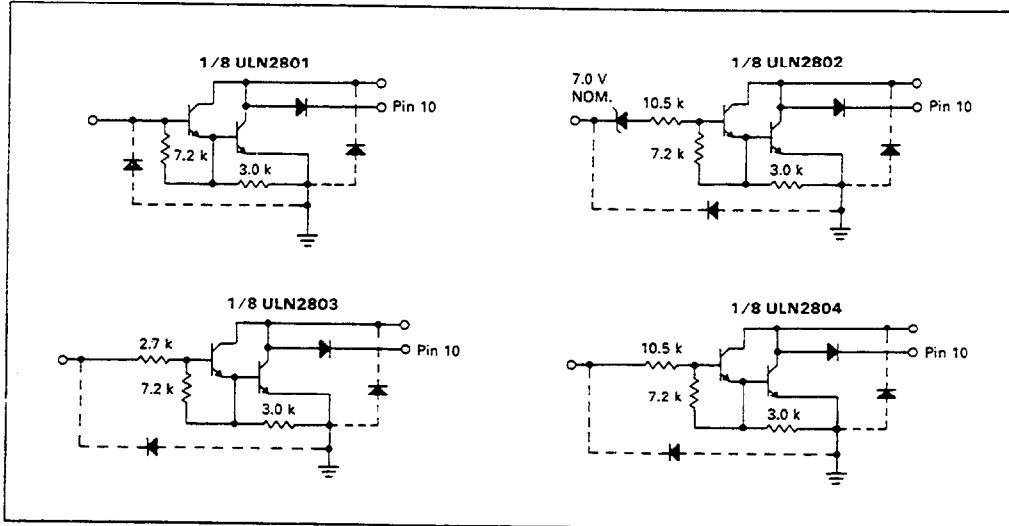 1/8 ULN2801
Pin 10
7.2 k
3.0 k
1/8 ULN2802
7.0 V
NOM.
10.5 k
Pin 10
7.2 k
3.0 k
1/8 ULN2803
2.7 k
Pin 10
7.2 k
3.0 k
1/8 ULN2804
10.5 k
Pin 10
7.2 k
3.0 k